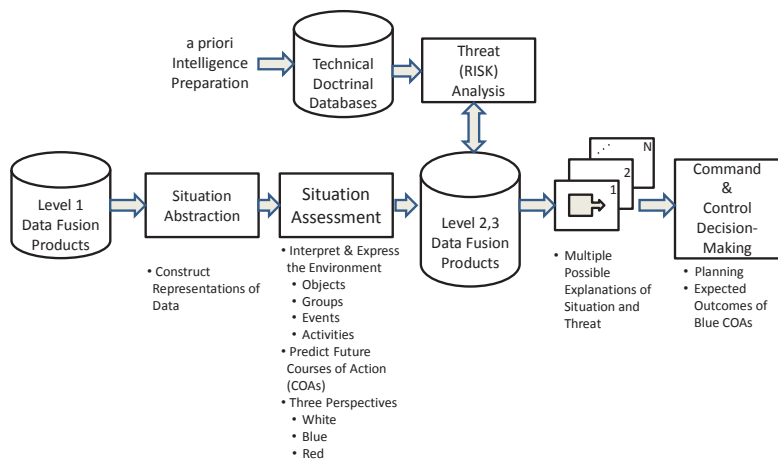 a priori
Intelligence
Preparation
Technical
Doctrinal
Databases
Threat
(RISK)
Analysis
Level 1
Data Fusion
Products
Situation
Abstraction
• Construct
Representations of
Data
Situation
Assessment
• Interpret & Express
the Environment
• Objects
• Groups
• Events
• Activities
• Predict Future
Courses of Action
(COAs)
• Three Perspectives
• White
• Blue
• Red
Level 2,3
Data Fusion
Products
... N
2
1
• Multiple
Possible
Explanations of
Situation and
Threat
Command
&
Control
Decision-
Making
• Planning
• Expected
Outcomes of
Blue COAs